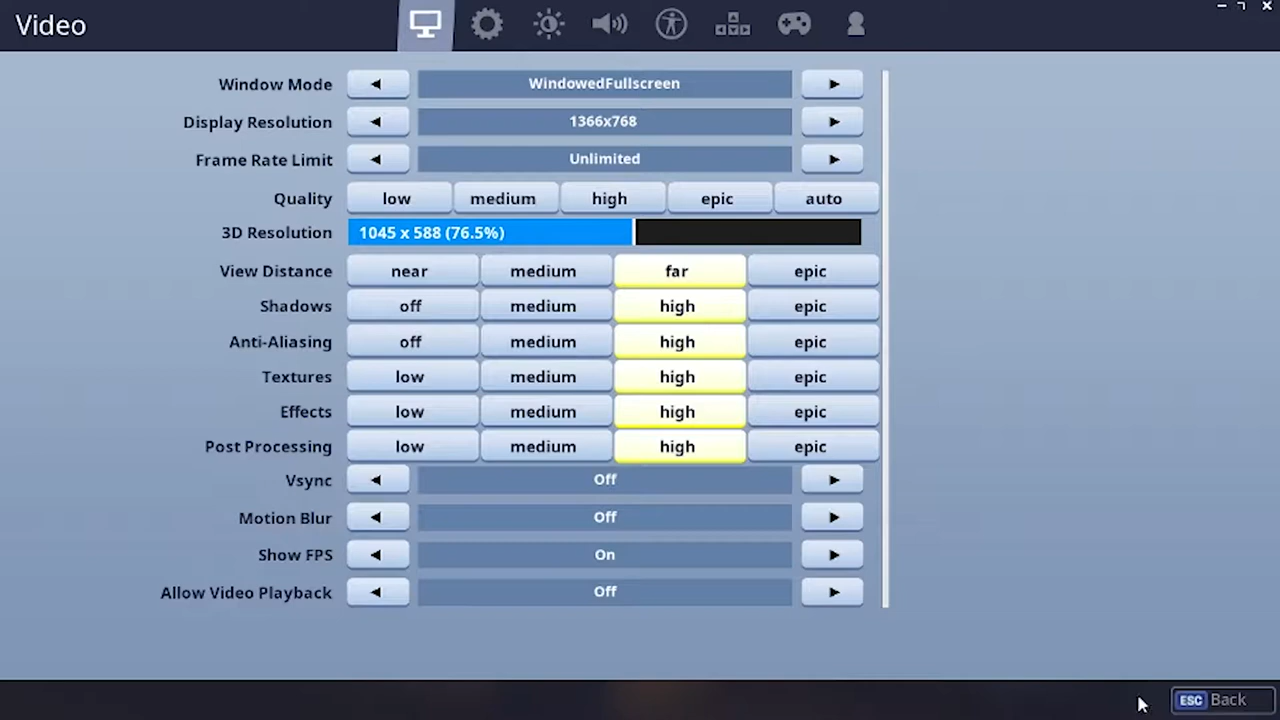 Video
Window Mode WindowedFullscreen
Display Resolution 1366x768
Frame Rate Limit Unlimited
Quality low medium high epic auto
3D Resolution 1045 x 588 (76.5%)
View Distance near medium far epic
Shadows off medium high epic
Anti-Aliasing off medium high epic
Textures low medium high epic
Effects low medium high epic
Post Processing low medium high epic
Vsync Off
Motion Blur Off
Show FPS On
Allow Video Playback Off
ESC Back